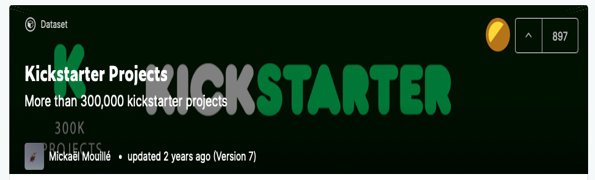 Dataset
897
Kickstarter Projects
KICKSTARTER
More than 300,000 kickstarter projects
300K
PROJECTS
Mickaël Mouillé • updated 2 years ago (Version 7)